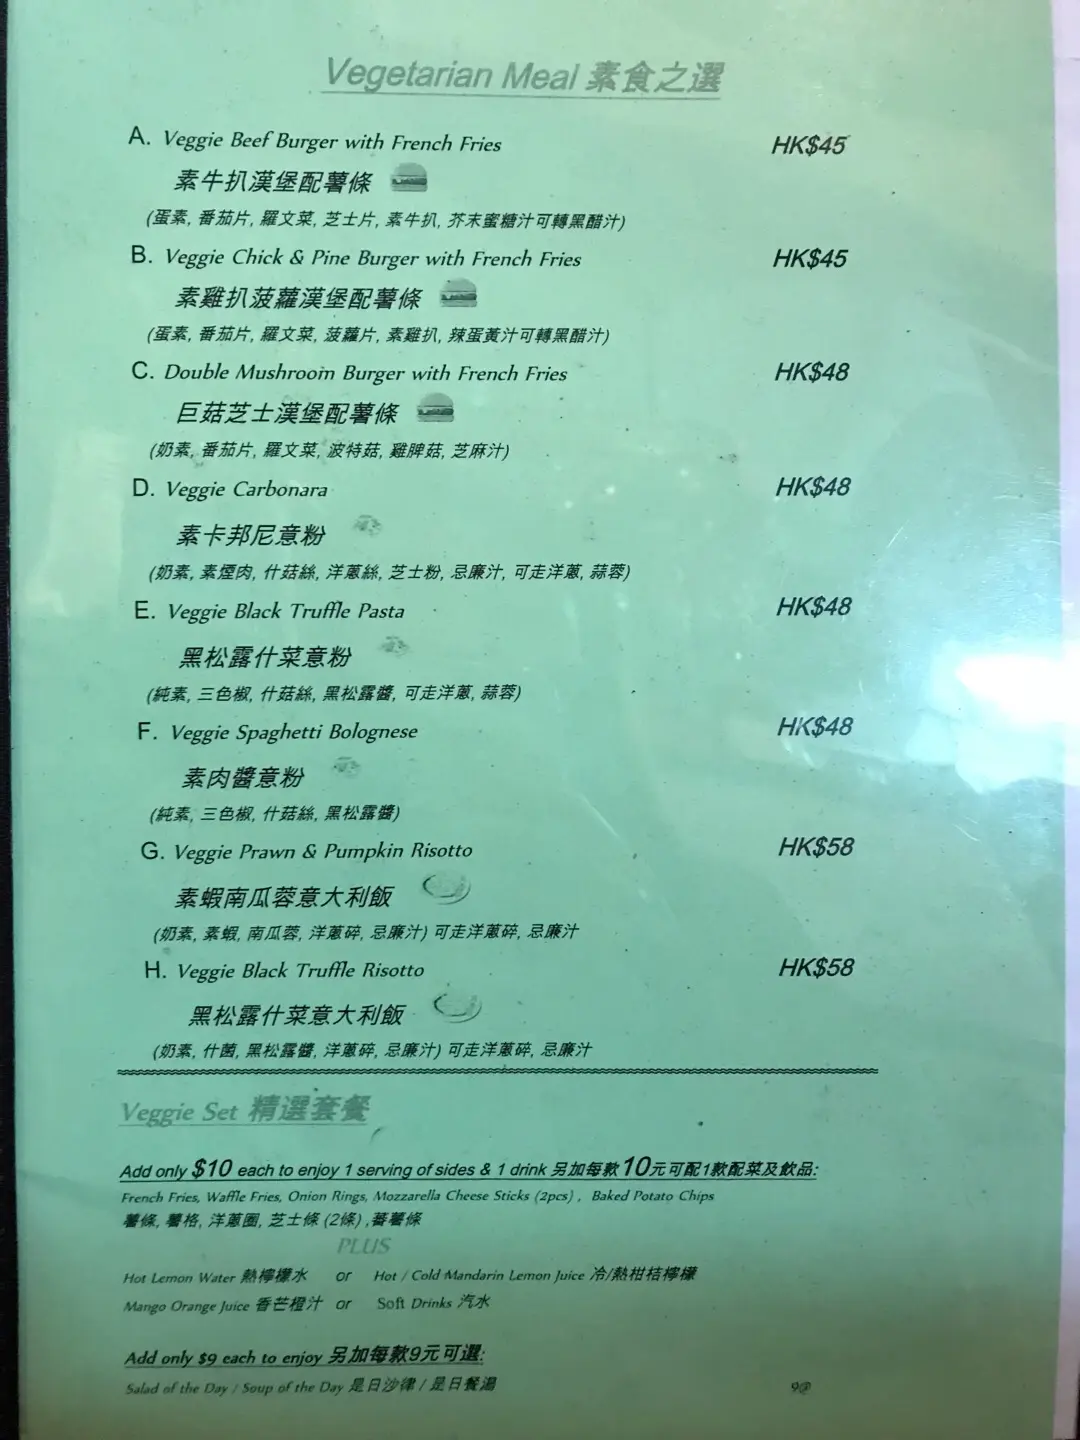 Vegetarian Meal 素食之選
A. Veggie Beef Burger with French Fries HK$45
素牛扒漢堡配薯條
(蛋素, 番茄片, 羅文菜, 芝士片, 素牛扒, 芥末蜜糖汁可轉黑醋汁)
B. Veggie Chick & Pine Burger with French Fries HK$45
素雞扒菠蘿漢堡配薯條
(蛋素, 番茄片, 羅文菜, 菠蘿片, 素雞扒, 辣蛋黃汁可轉黑醋汁)
C. Double Mushroom Burger with French Fries HK$48
巨菇芝士漢堡配薯條
(奶素, 番茄片, 羅文菜, 波特菇, 雞脾菇, 芝麻汁)
D. Veggie Carbonara HK$48
素卡邦尼意粉
(奶素, 素煙肉, 什菇絲, 洋蔥絲, 芝士粉, 忌廉汁, 可走洋蔥, 蒜蓉)
E. Veggie Black Truffle Pasta HK$48
黑松露什菜意粉
(純素, 三色椒, 什菇絲, 黑松露醬, 可走洋蔥, 蒜蓉)
F. Veggie Spaghetti Bolognese HK$48
素肉醬意粉
(純素, 三色椒, 什菇絲, 黑松露醬)
G. Veggie Prawn & Pumpkin Risotto HK$58
素蝦南瓜蓉意大利飯
(奶素, 素蝦, 南瓜蓉, 洋蔥碎, 忌廉汁) 可走洋蔥碎, 忌廉汁
H. Veggie Black Truffle Risotto HK$58
黑松露什菜意大利飯
(奶素, 什菌, 黑松露醬, 洋蔥碎, 忌廉汁) 可走洋蔥碎, 忌廉汁
Veggie Set 精選套餐
Add only $10 each to enjoy 1 serving of sides & 1 drink 另加每款10元可配1款配菜及飲品:
French Fries, Waffle Fries, Onion Rings, Mozzarella Cheese Sticks (2pcs) , Baked Potato Chips
薯條, 薯格, 洋蔥圈, 芝士條 (2條) ,蕃薯條
PLUS
Hot Lemon Water 熱檸檬水 or Hot / Cold Mandarin Lemon Juice 冷/熱柑桔檸檬
Mango Orange Juice 香芒橙汁 or Soft Drinks 汽水
Add only $9 each to enjoy 另加每款9元可選:
Salad of the Day / Soup of the Day 是日沙律 / 是日餐湯
9@